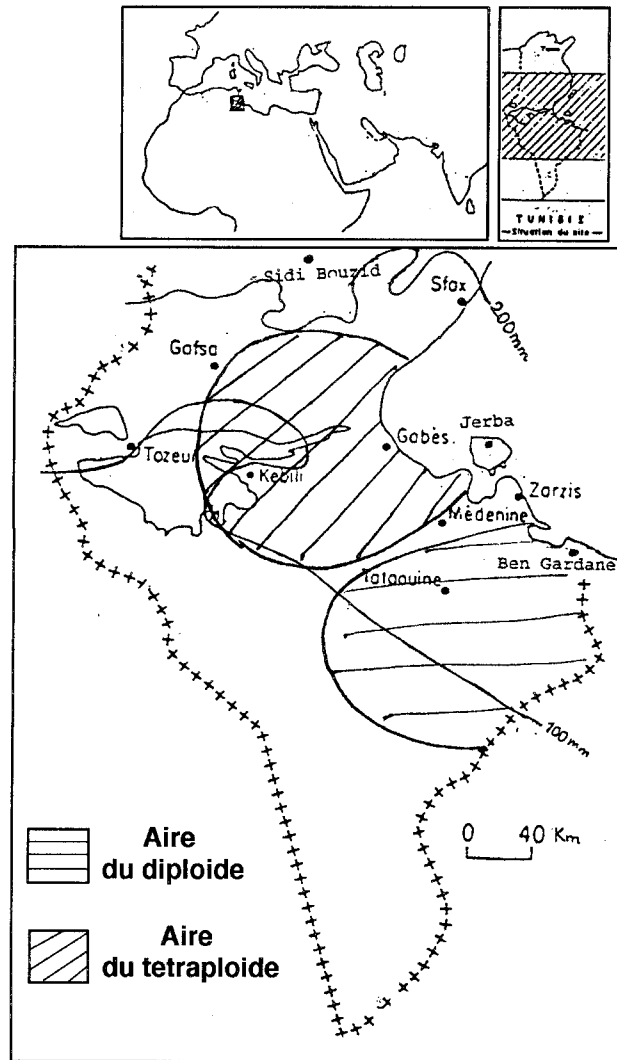 TUNISIE
— Situation du site —
Sidi Bouzid
Sfax
200mm
Gafsa
Jerba
Gabès
Tozeur
Kebili
Zarzis
Médenine
Ben Gardane
Tataouine
100mm
0 40 Km
Aire
du diploide
Aire
du tetraploide